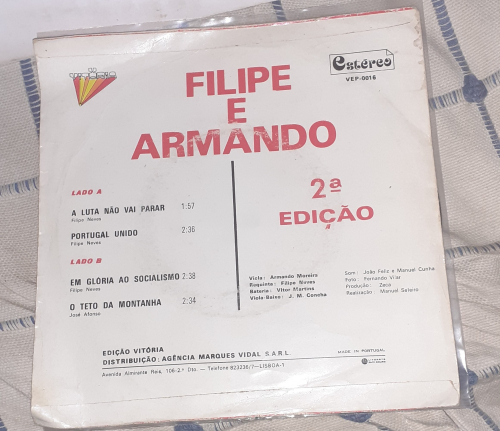 Estéreo
VEP-0016
FILIPE
E
ARMANDO
LADO A
A LUTA NÃO VAI PARAR 1:57
Filipe Neves
PORTUGAL UNIDO 2:36
Filipe Neves
LADO B
EM GLÓRIA AO SOCIALISMO 2:38
Filipe Neves
O TETO DA MONTANHA 2:34
José Afonso
2ª
EDIÇÃO
Viola: Armando Moreira
Requinta: Filipe Neves
Bateria: Vítor Martins
Viola-Baixo: J. M. Concha
Som: João Feliz e Manuel Cunha
Foto: Fernando Vilar
Produção: Zeca
Realização: Manuel Seleiro
EDIÇÃO VITÓRIA
DISTRIBUIÇÃO: AGÊNCIA MARQUES VIDAL S.A.R.L.
Avenida Almirante Reis, 106-2.º Dto. — Telefone 823236/7—LISBOA-1
MADE IN PORTUGAL